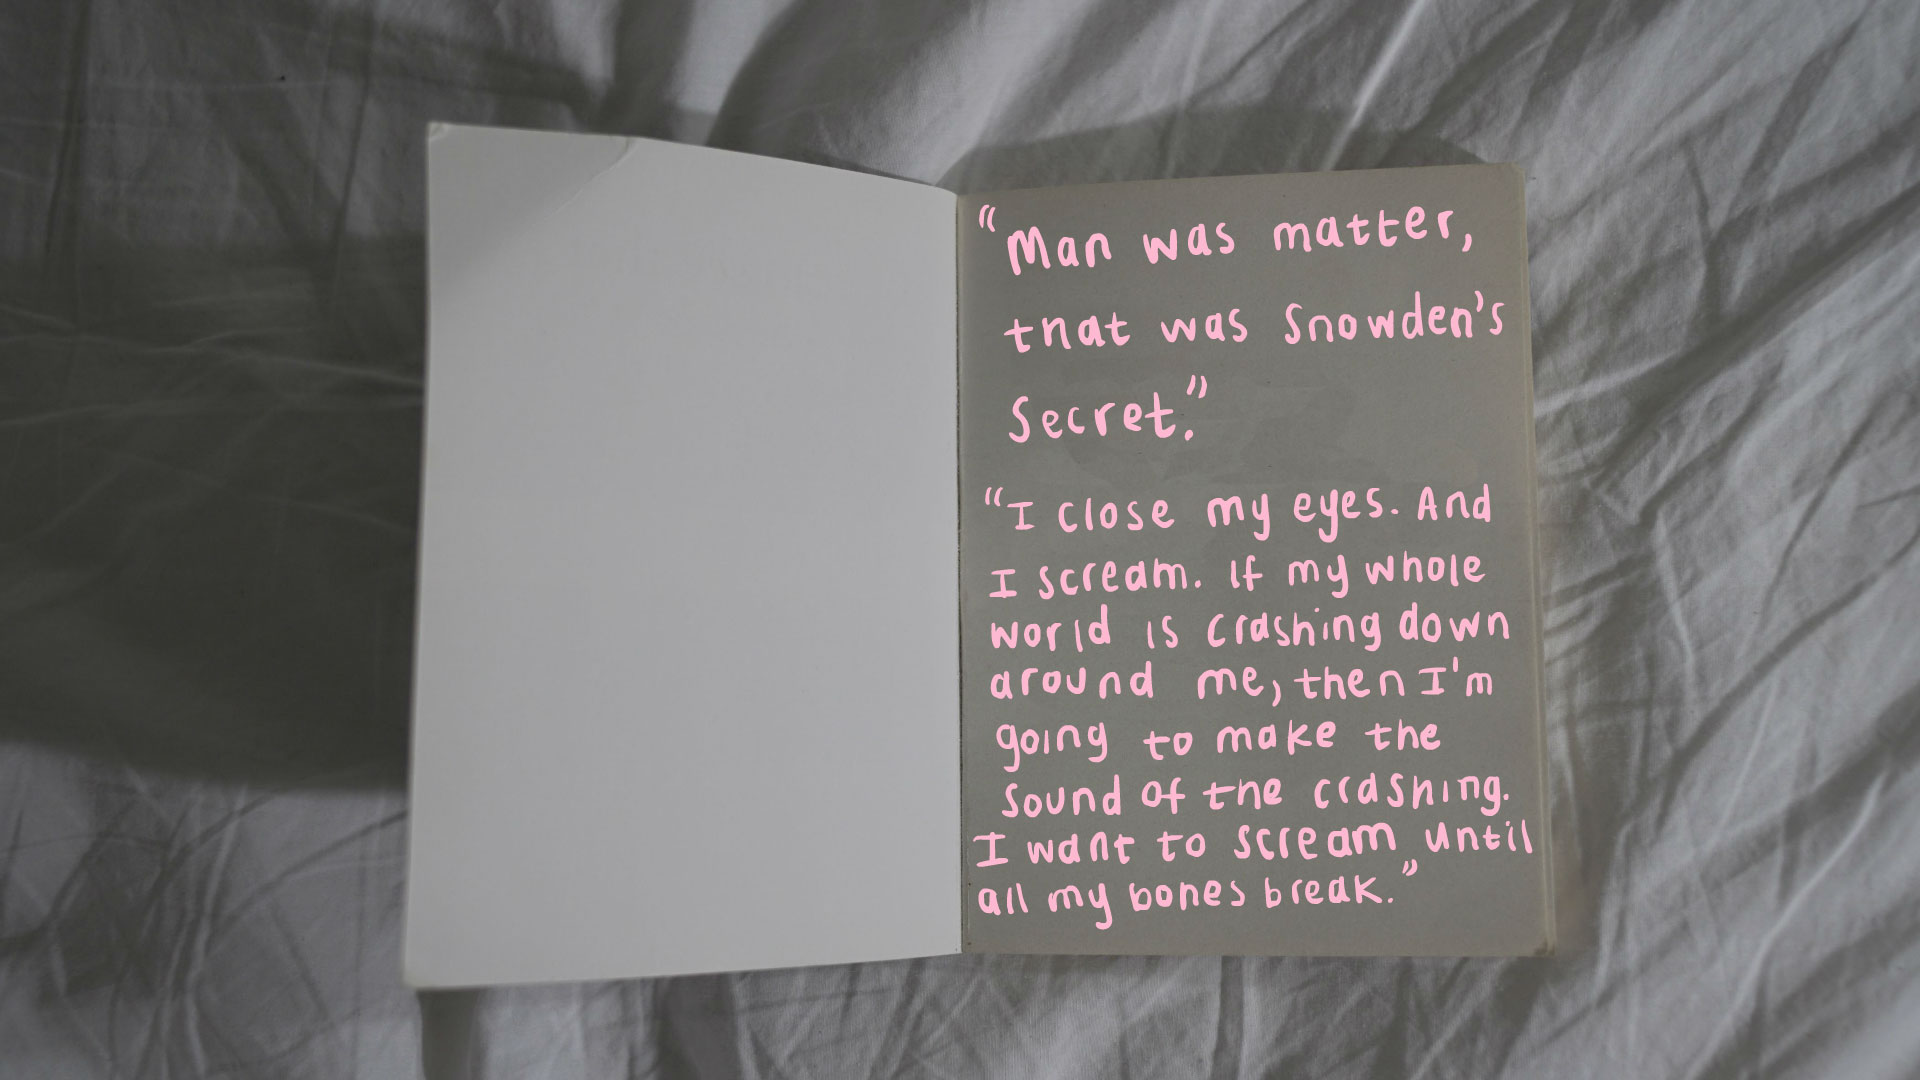 “Man was matter,
that was Snowden's
Secret.”
“I close my eyes. And
I scream. If my whole
world is crashing down
around me, then I'm
going to make the
sound of the crashing.
I want to scream until
all my bones break.”